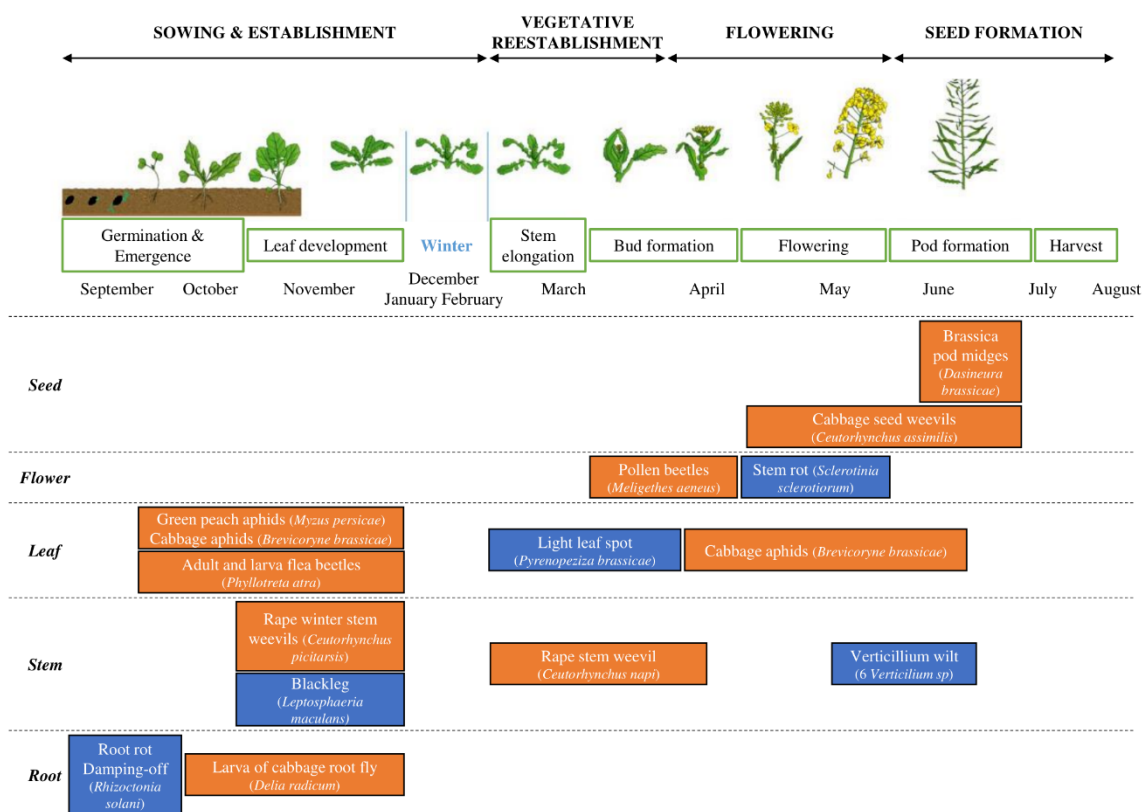 SOWING & ESTABLISHMENT
VEGETATIVE
REESTABLISHMENT
FLOWERING
SEED FORMATION
Germination &
Emergence
Leaf development
Winter
Stem
elongation
Bud formation
Flowering
Pod formation
Harvest
September
October
November
December
January February
March
April
May
June
July
August
Seed
Brassica
pod midges
(Dasineura
brassicae)
Cabbage seed weevils
(Ceutorhynchus assimilis)
Flower
Pollen beetles
(Meligethes aeneus)
Stem rot (Sclerotinia
sclerotiorum)
Leaf
Green peach aphids (Myzus persicae)
Cabbage aphids (Brevicoryne brassicae)
Adult and larva flea beetles
(Phyllotreta atra)
Light leaf spot
(Pyrenopeziza brassicae)
Cabbage aphids (Brevicoryne brassicae)
Stem
Rape winter stem
weevils (Ceutorhynchus
picitarsis)
Blackleg
(Leptosphaeria
maculans)
Rape stem weevil
(Ceutorhynchus napi)
Verticillium wilt
(6 Verticilium sp)
Root
Root rot
Damping-off
(Rhizoctonia
solani)
Larva of cabbage root fly
(Delia radicum)